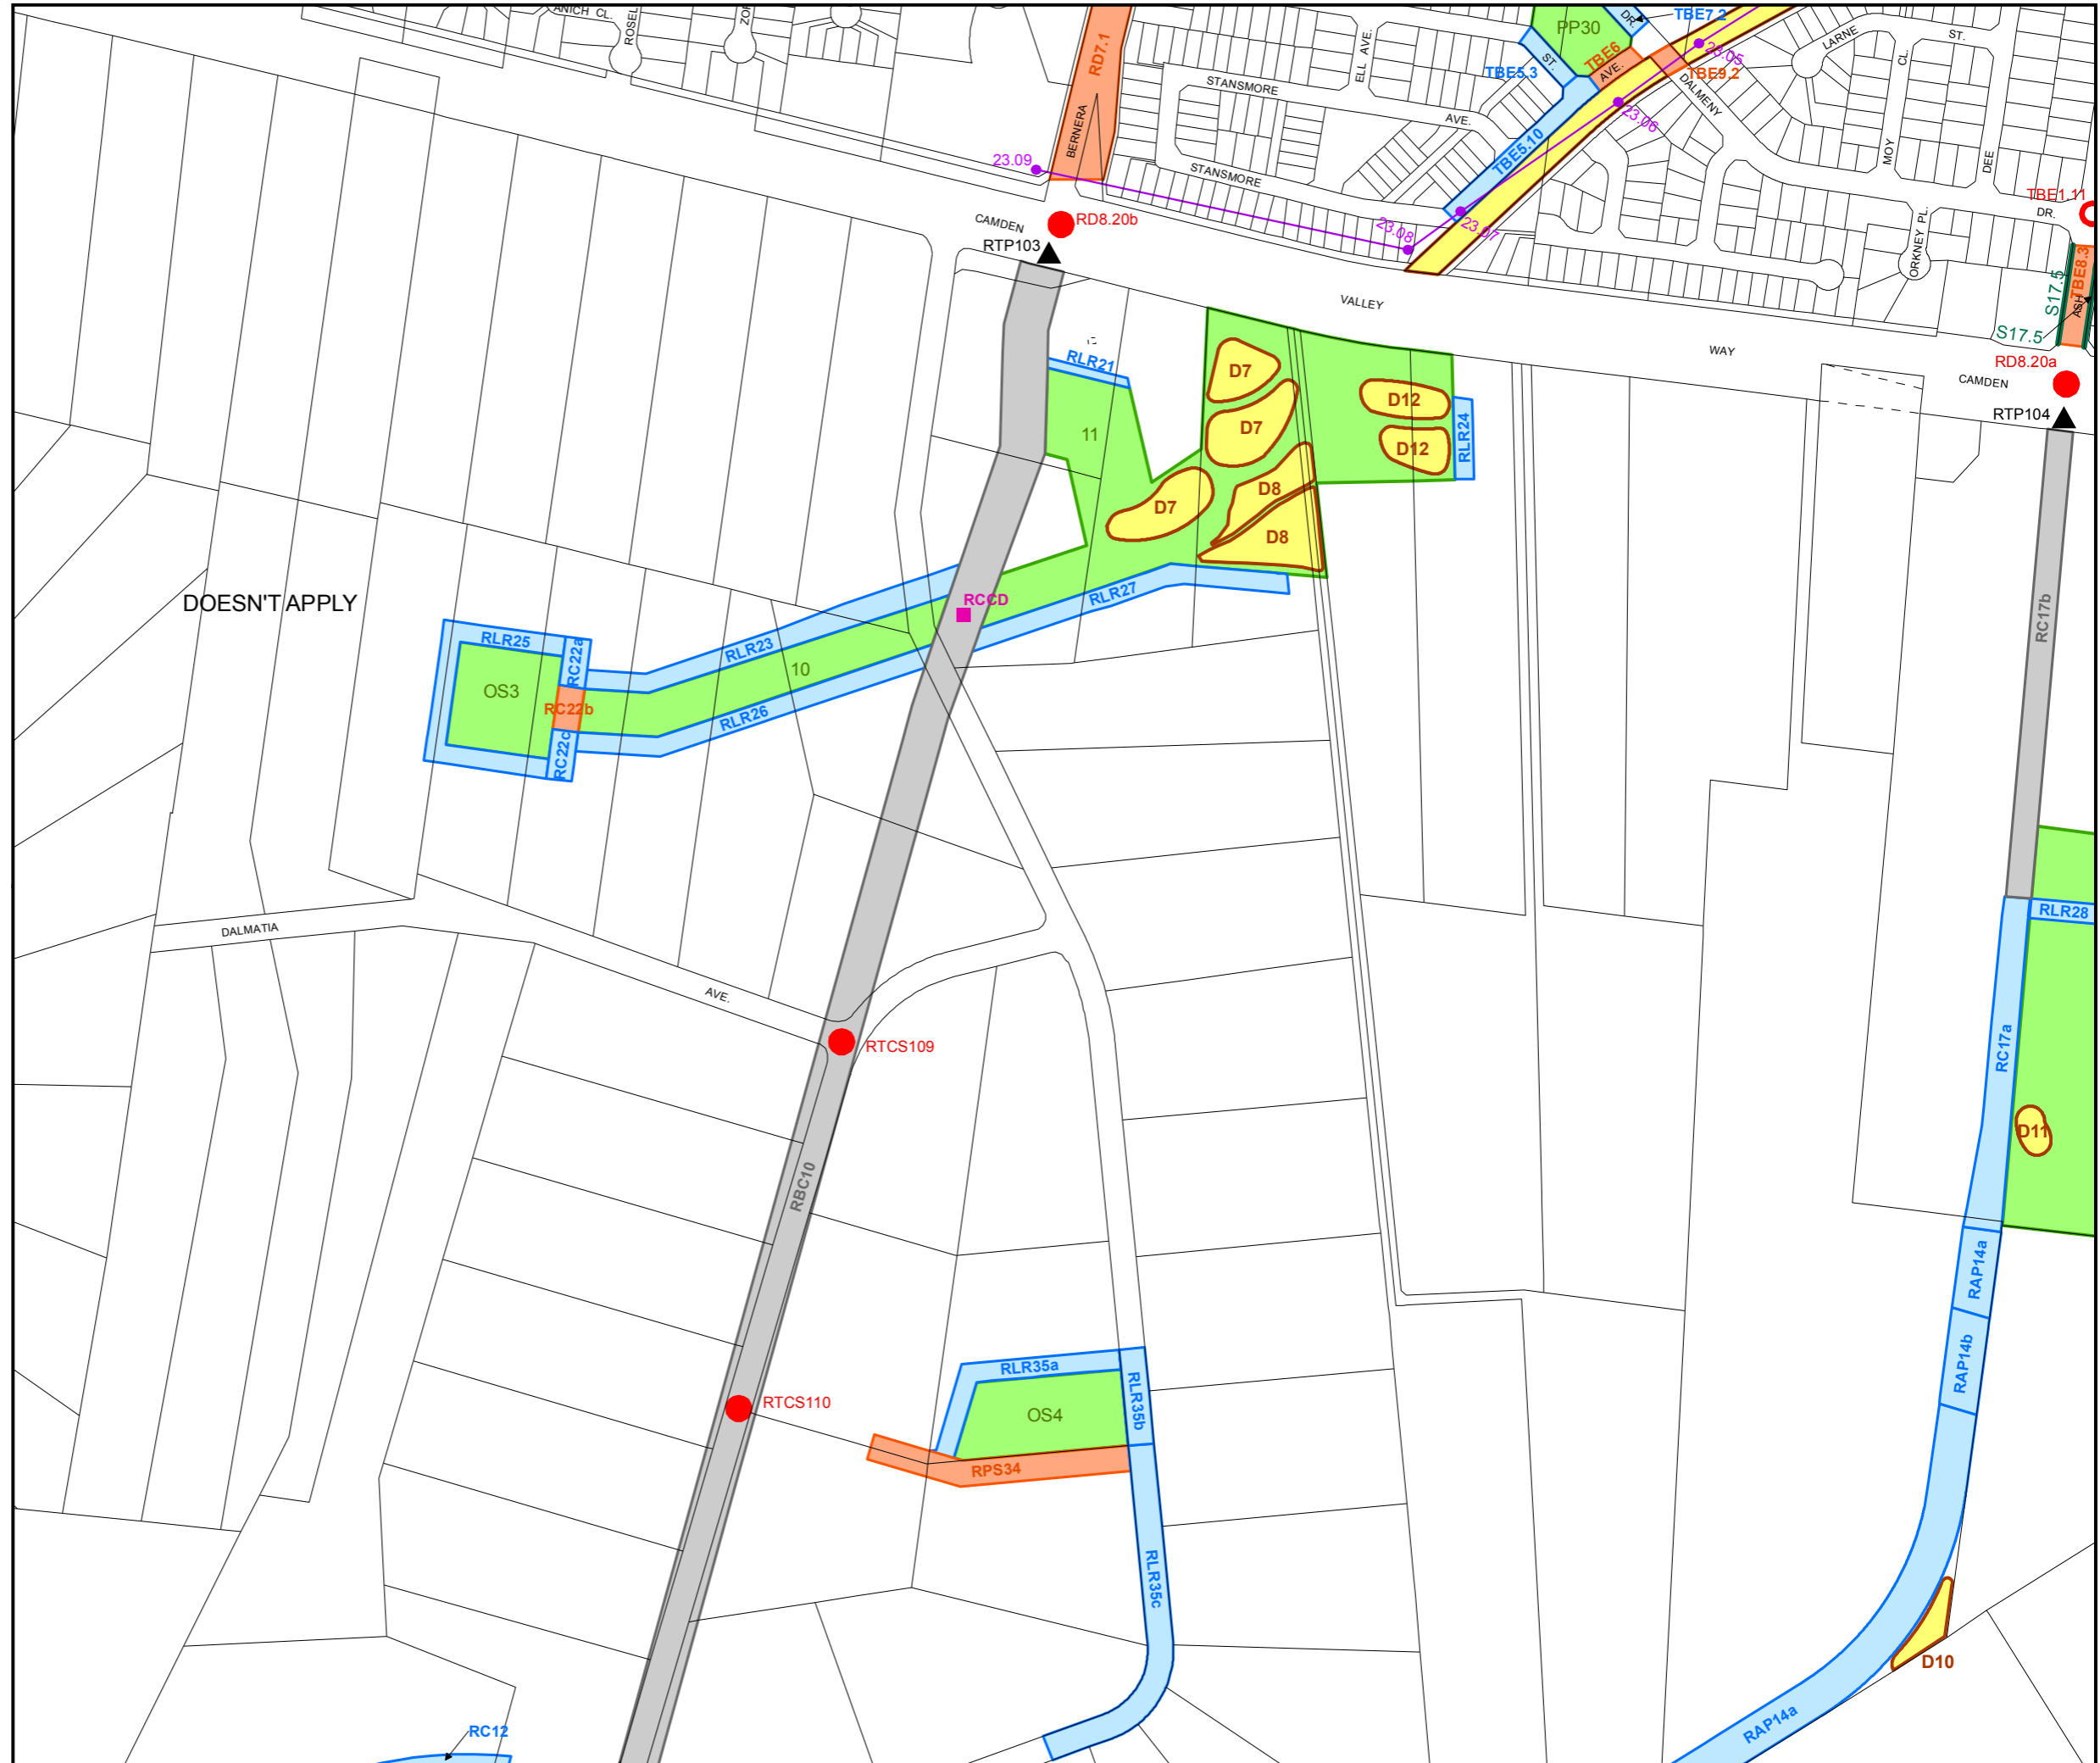 ANICH CL.
ROSEL
ZOR
RD7.1
BERNERA
ELL AVE.
STANSMORE
AVE.
STANSMORE
PP30
DR.
TBE7.2
TBE5.3
ST
TBE6
AVE.
TBE9.2
23.05
23.06
DALMENY
TBE5.10
23.07
23.08
23.09
LARNE
ST.
CL.
MOY
DEE
ORKNEY PL.
DR.
TBE1.11
TBE8.3
ASH
S17.5
S17.5
RD8.20a
CAMDEN
RTP104
CAMDEN
RD8.20b
RTP103
VALLEY
WAY
RLR21
11
D7
D7
D7
D8
D8
D12
D12
RLR24
RC17b
DOESN'T APPLY
RCCD
RLR27
RLR23
10
RLR26
RLR25
RC22a
OS3
RC22b
RC22c
RLR28
DALMATIA
AVE.
RTCS109
RC17a
D11
RBC10
RAP14a
RAP14b
RLR35a
RLR35b
OS4
RTCS110
RPS34
RLR35c
D10
RAP14a
RC12